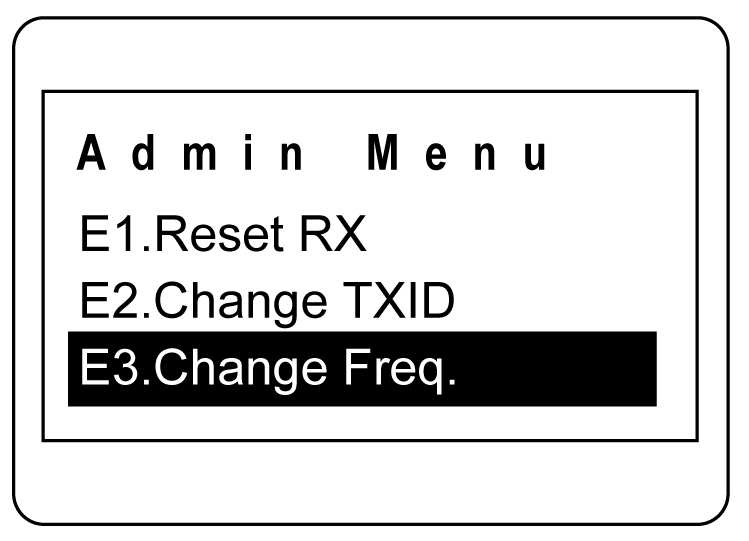 Admin Menu
E1.Reset RX
E2.Change TXID
E3.Change Freq.